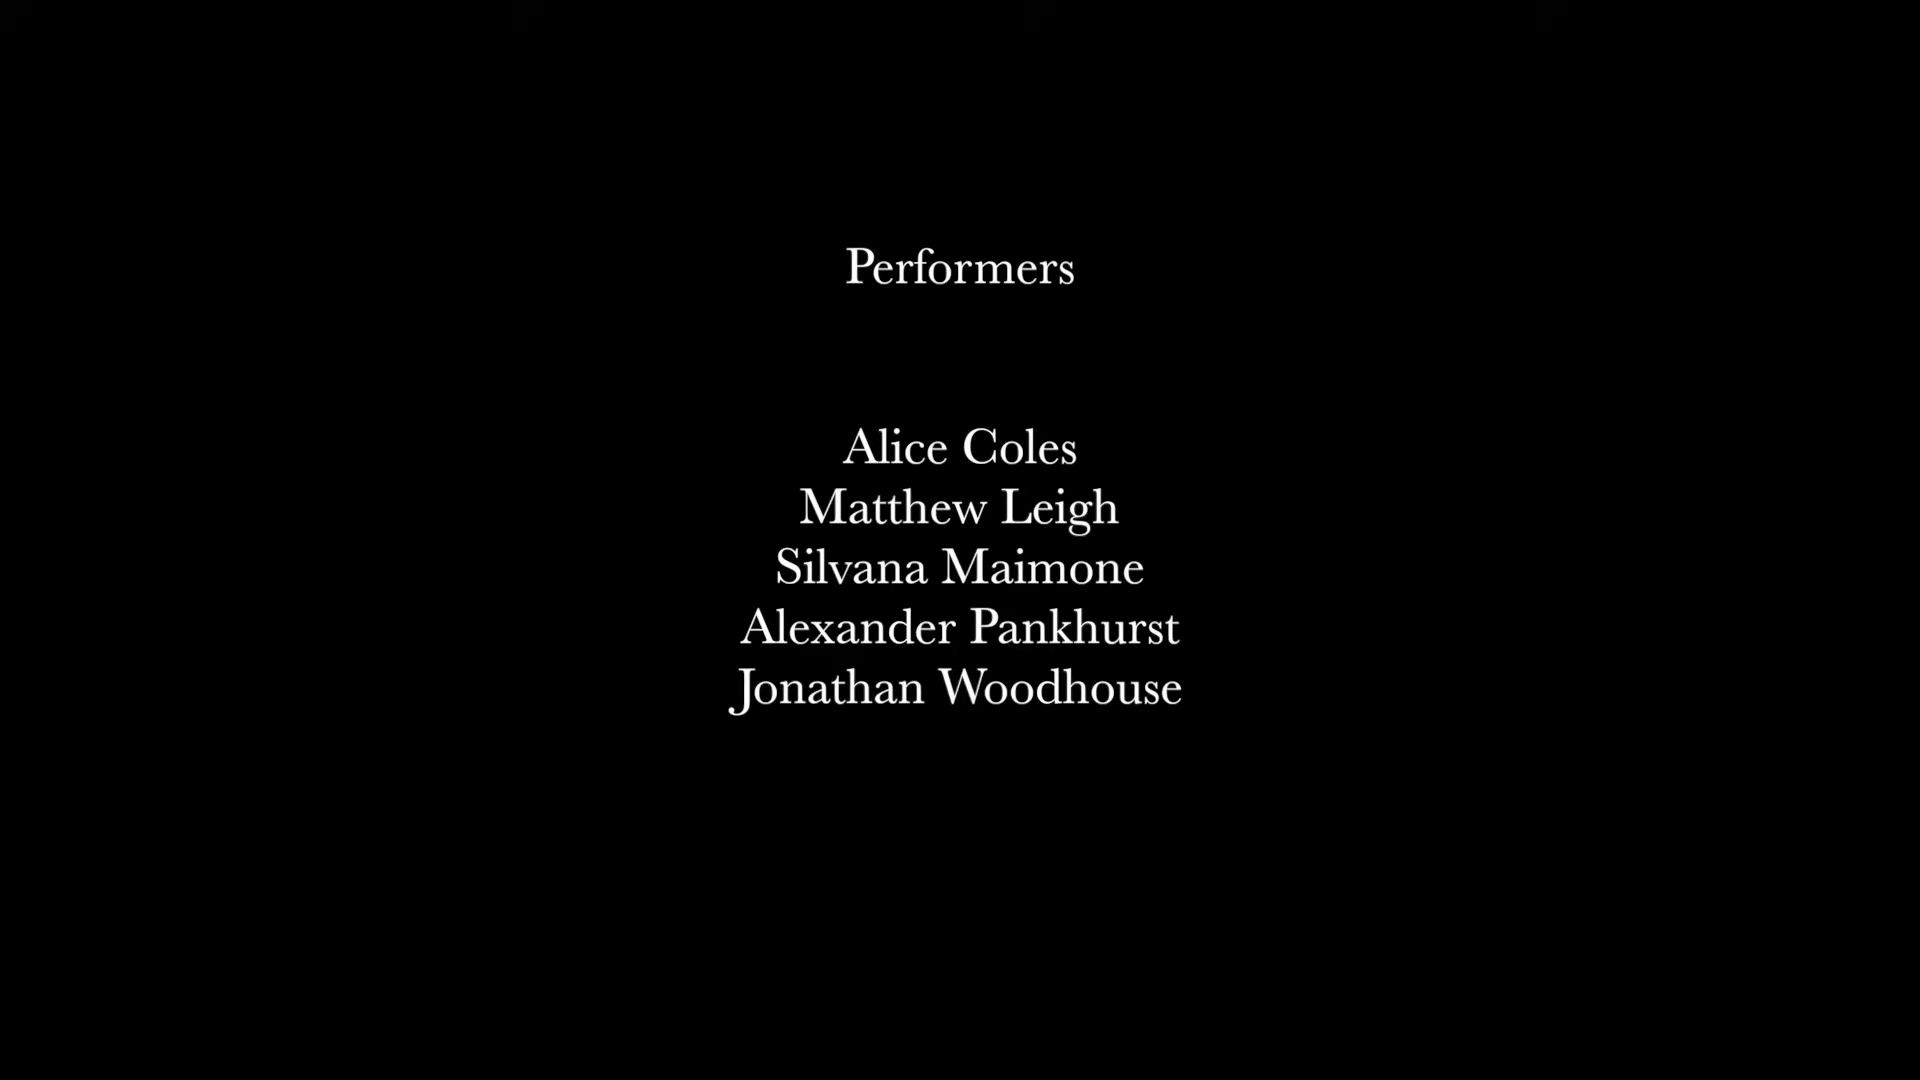 Performers
Alice Coles
Matthew Leigh
Silvana Maimone
Alexander Pankhurst
Jonathan Woodhouse